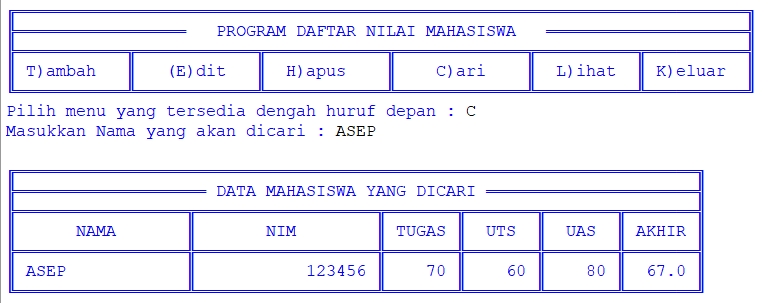 PROGRAM DAFTAR NILAI MAHASISWA
T)ambah (E)dit H)apus C)ari L)ihat K)eluar
Pilih menu yang tersedia dengah huruf depan : C
Masukkan Nama yang akan dicari : ASEP
DATA MAHASISWA YANG DICARI
NAMA NIM TUGAS UTS UAS AKHIR
ASEP 123456 70 60 80 67.0